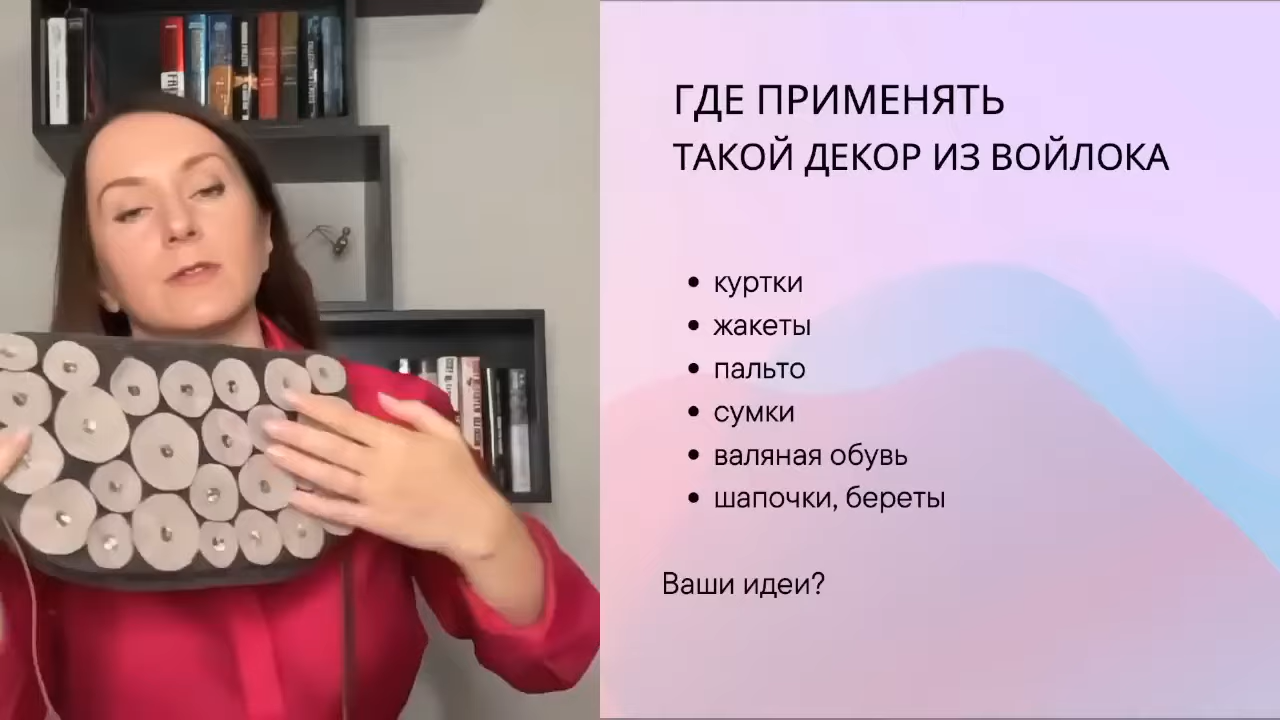 ГДЕ ПРИМЕНЯТЬ
ТАКОЙ ДЕКОР ИЗ ВОЙЛОКА
• куртки
• жакеты
• пальто
• сумки
• валяная обувь
• шапочки, береты
Ваши идеи?